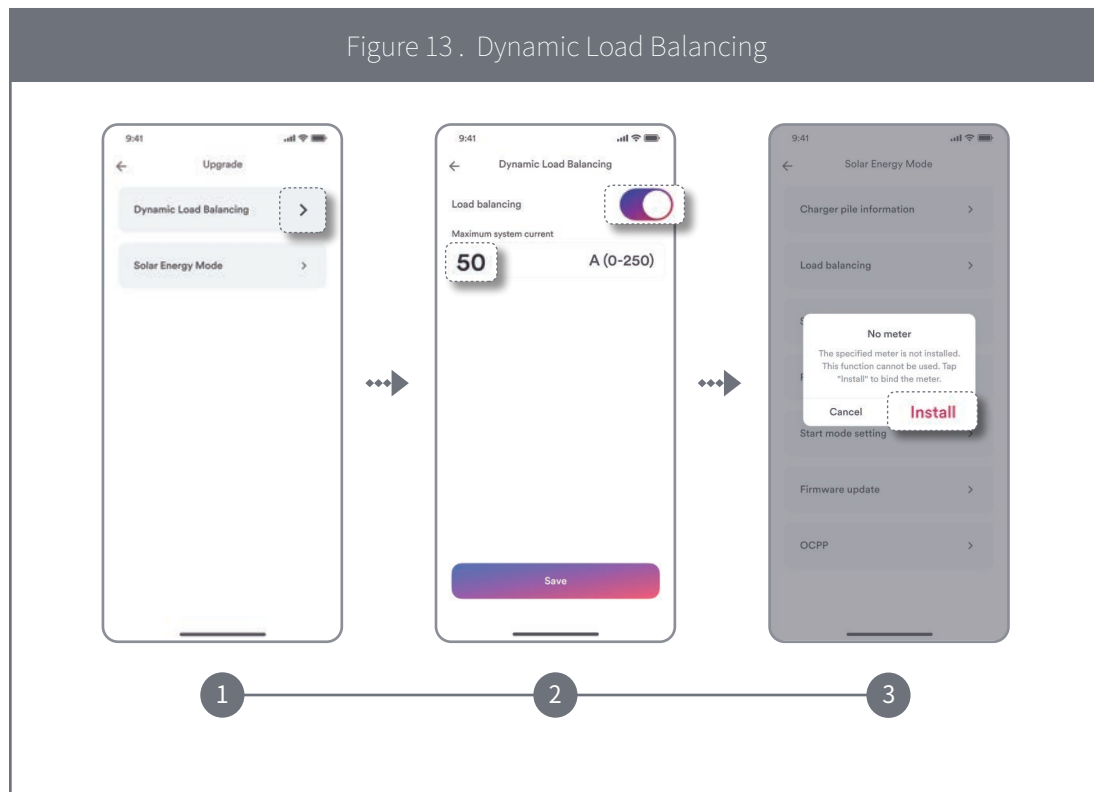 Figure 13 . Dynamic Load Balancing
9:41
Upgrade
Dynamic Load Balancing
Solar Energy Mode
9:41
Dynamic Load Balancing
Load balancing
Maximum system current
50 A (0-250)
Save
9:41
Solar Energy Mode
Charger pile information
Load balancing
S
No meter
The specified meter is not installed.
This function cannot be used. Tap
"Install" to bind the meter.
Cancel Install
Start mode setting
Firmware update
OCPP
1 2 3